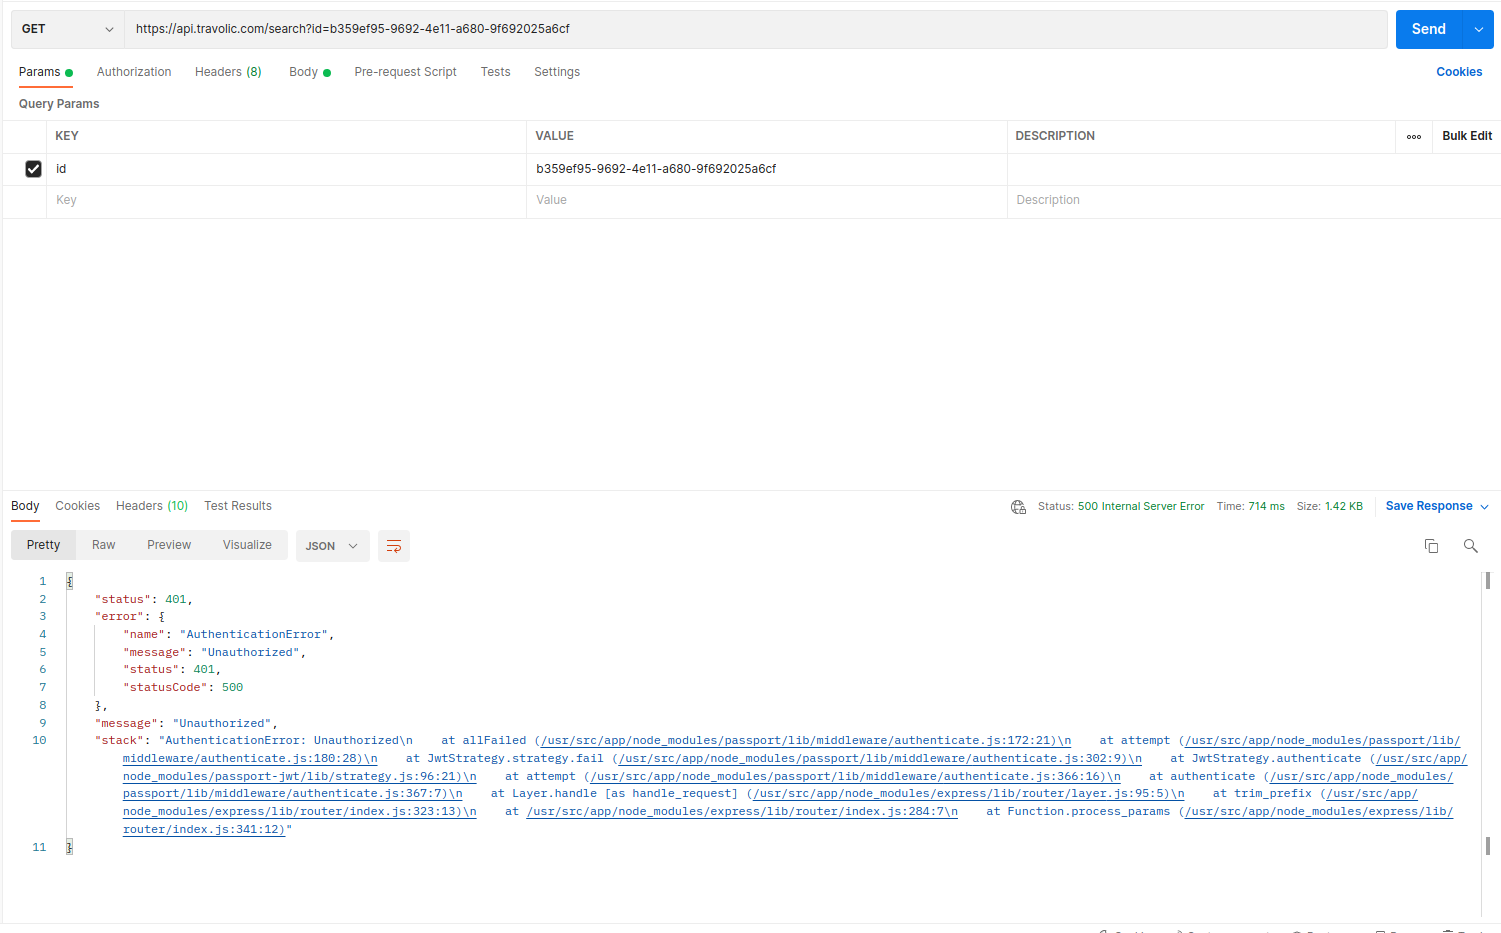 GET https://api.travolic.com/search?id=b359ef95-9692-4e11-a680-9f692025a6cf Send
Params Authorization Headers (8) Body Pre-request Script Tests Settings Cookies
Query Params
KEY VALUE DESCRIPTION Bulk Edit
id b359ef95-9692-4e11-a680-9f692025a6cf
Key Value Description
Body Cookies Headers (10) Test Results Status: 500 Internal Server Error Time: 714 ms Size: 1.42 KB Save Response
Pretty Raw Preview Visualize JSON
1 {
2 "status": 401,
3 "error": {
4 "name": "AuthenticationError",
5 "message": "Unauthorized",
6 "status": 401,
7 "statusCode": 500
8 },
9 "message": "Unauthorized",
10 "stack": "AuthenticationError: Unauthorized\n    at allFailed (/usr/src/app/node_modules/passport/lib/middleware/authenticate.js:172:21)\n    at attempt (/usr/src/app/node_modules/passport/lib/
middleware/authenticate.js:180:28)\n    at JwtStrategy.strategy.fail (/usr/src/app/node_modules/passport/lib/middleware/authenticate.js:302:9)\n    at JwtStrategy.authenticate (/usr/src/app/
node_modules/passport-jwt/lib/strategy.js:96:21)\n    at attempt (/usr/src/app/node_modules/passport/lib/middleware/authenticate.js:366:16)\n    at authenticate (/usr/src/app/node_modules/
passport/lib/middleware/authenticate.js:367:7)\n    at Layer.handle [as handle_request] (/usr/src/app/node_modules/express/lib/router/layer.js:95:5)\n    at trim_prefix (/usr/src/app/
node_modules/express/lib/router/index.js:323:13)\n    at /usr/src/app/node_modules/express/lib/router/index.js:284:7\n    at Function.process_params (/usr/src/app/node_modules/express/lib/
router/index.js:341:12)"
11 }